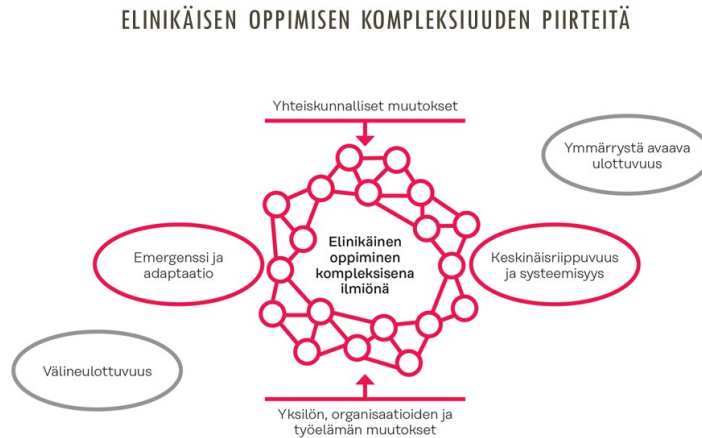 ELINIKÄISEN OPPIMISEN KOMPLEKSIUUDEN PIIRTEITÄ
Yhteiskunnalliset muutokset
Ymmärrystä avaava
ulottuvuus
Emergenssi ja
adaptaatio
Elinikäinen
oppiminen
kompleksisena
ilmiönä
Keskinäisriippuvuus
ja systeemisyys
Välineulottuvuus
Yksilön, organisaatioiden ja
työelämän muutokset